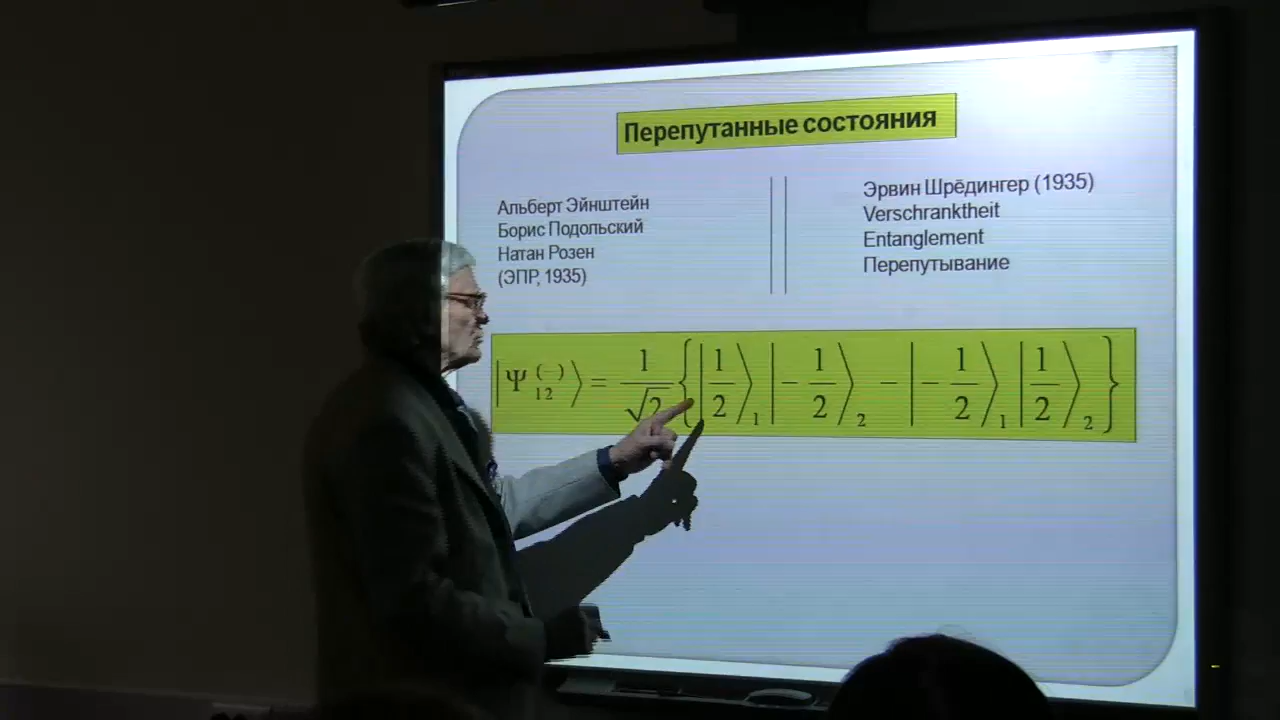 Перепутанные состояния
Альберт Эйнштейн
Борис Подольский
Натан Розен
(ЭПР, 1935)
Эрвин Шрёдингер (1935)
Verschranktheit
Entanglement
Перепутывание
|Ψ₁₂⁽⁻⁾⟩ = 1/√2 {|1/2⟩₁ |−1/2⟩₂ − |−1/2⟩₁ |1/2⟩₂}